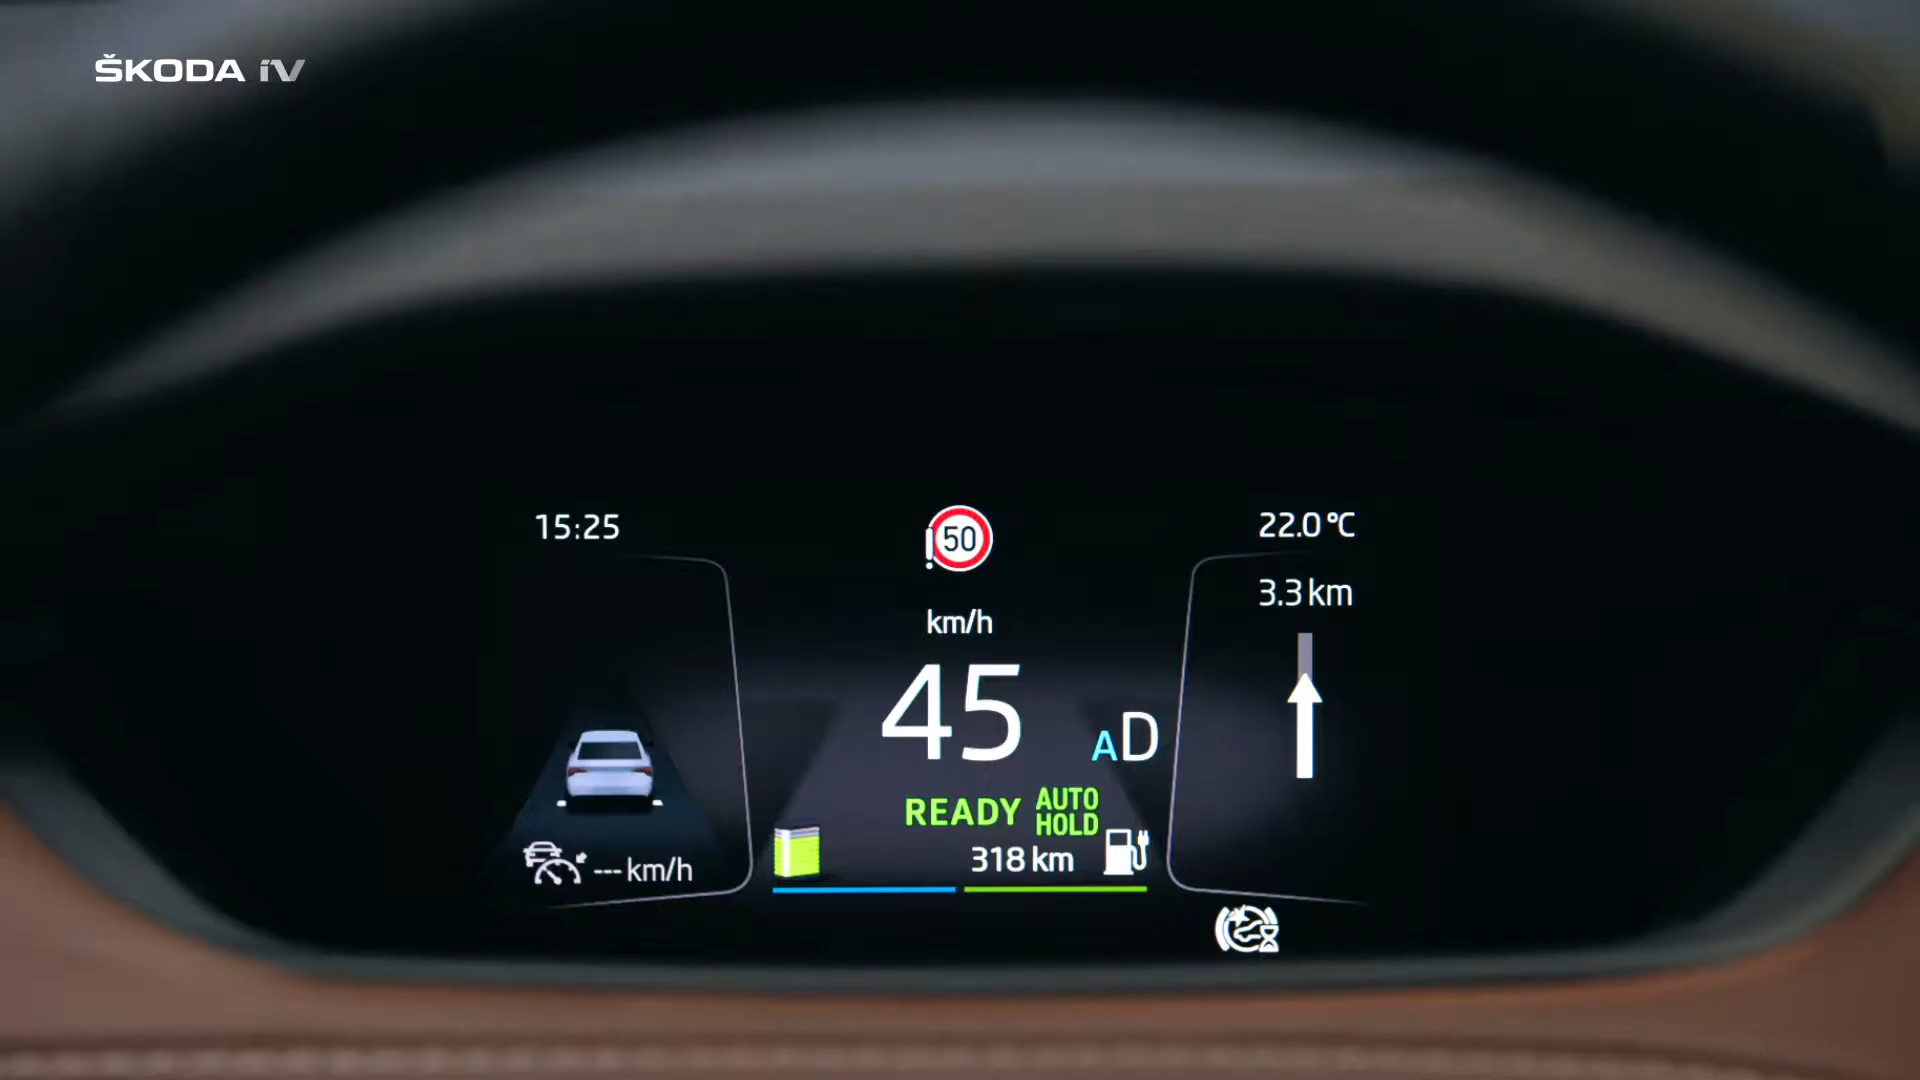 ŠKODA iV
15:25
50
22.0°C
3.3 km
km/h
45
AD
READY AUTO HOLD
318 km
--- km/h